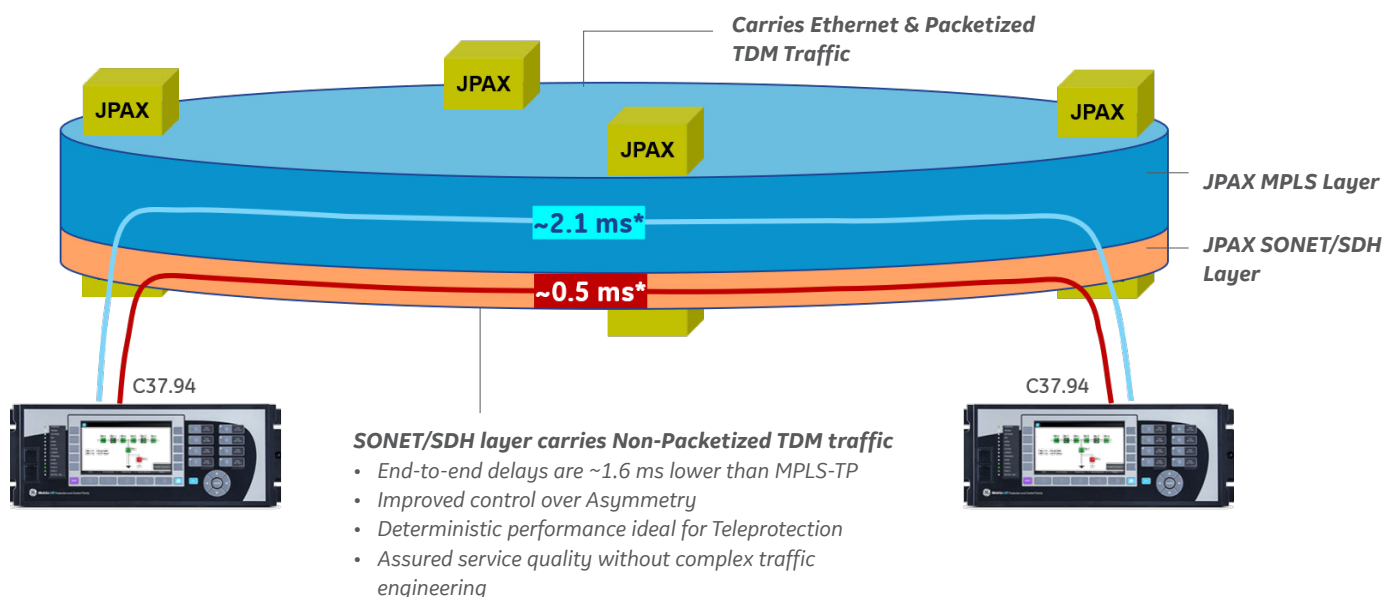 Carries Ethernet & Packetized
TDM Traffic
JPAX
JPAX
JPAX
JPAX
JPAX MPLS Layer
~2.1 ms*
JPAX SONET/SDH
Layer
~0.5 ms*
C37.94
C37.94
SONET/SDH layer carries Non-Packetized TDM traffic
• End-to-end delays are ~1.6 ms lower than MPLS-TP
• Improved control over Asymmetry
• Deterministic performance ideal for Teleprotection
• Assured service quality without complex traffic
engineering